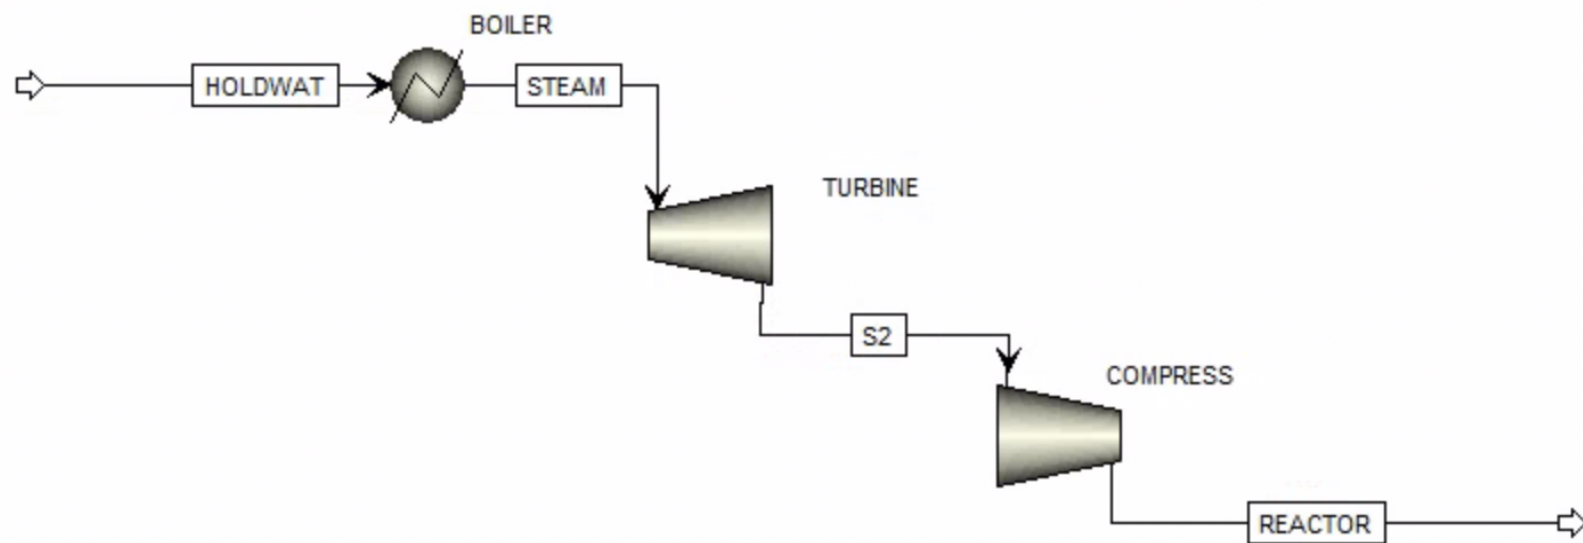 BOILER
HOLDWAT
STEAM
TURBINE
S2
COMPRESS
REACTOR